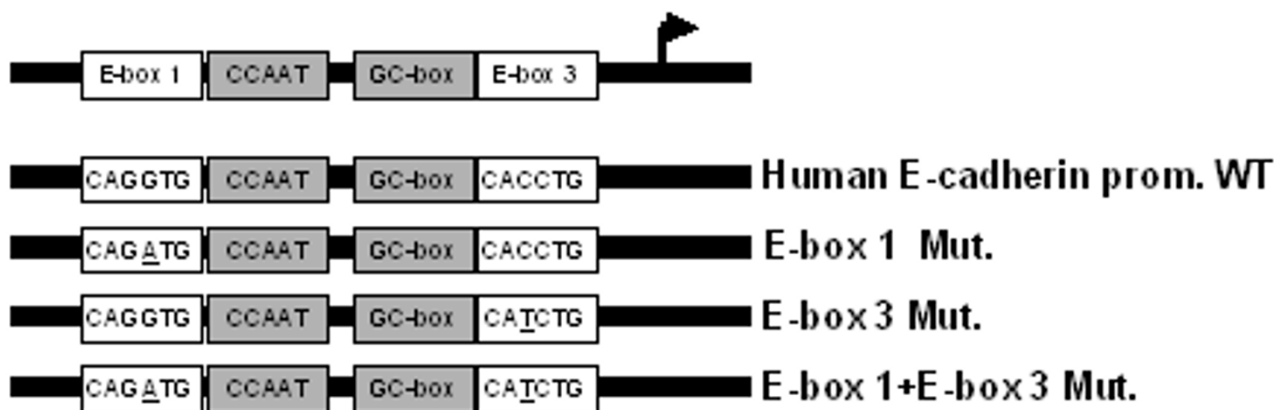 E-box 1 CCAAT GC-box E-box 3
CAGGTG CCAAT GC-box CACCTG Human E-cadherin prom. WT
CAGATG CCAAT GC-box CACCTG E-box 1 Mut.
CAGGTG CCAAT GC-box CATCTG E-box 3 Mut.
CAGATG CCAAT GC-box CATCTG E-box 1+E-box 3 Mut.